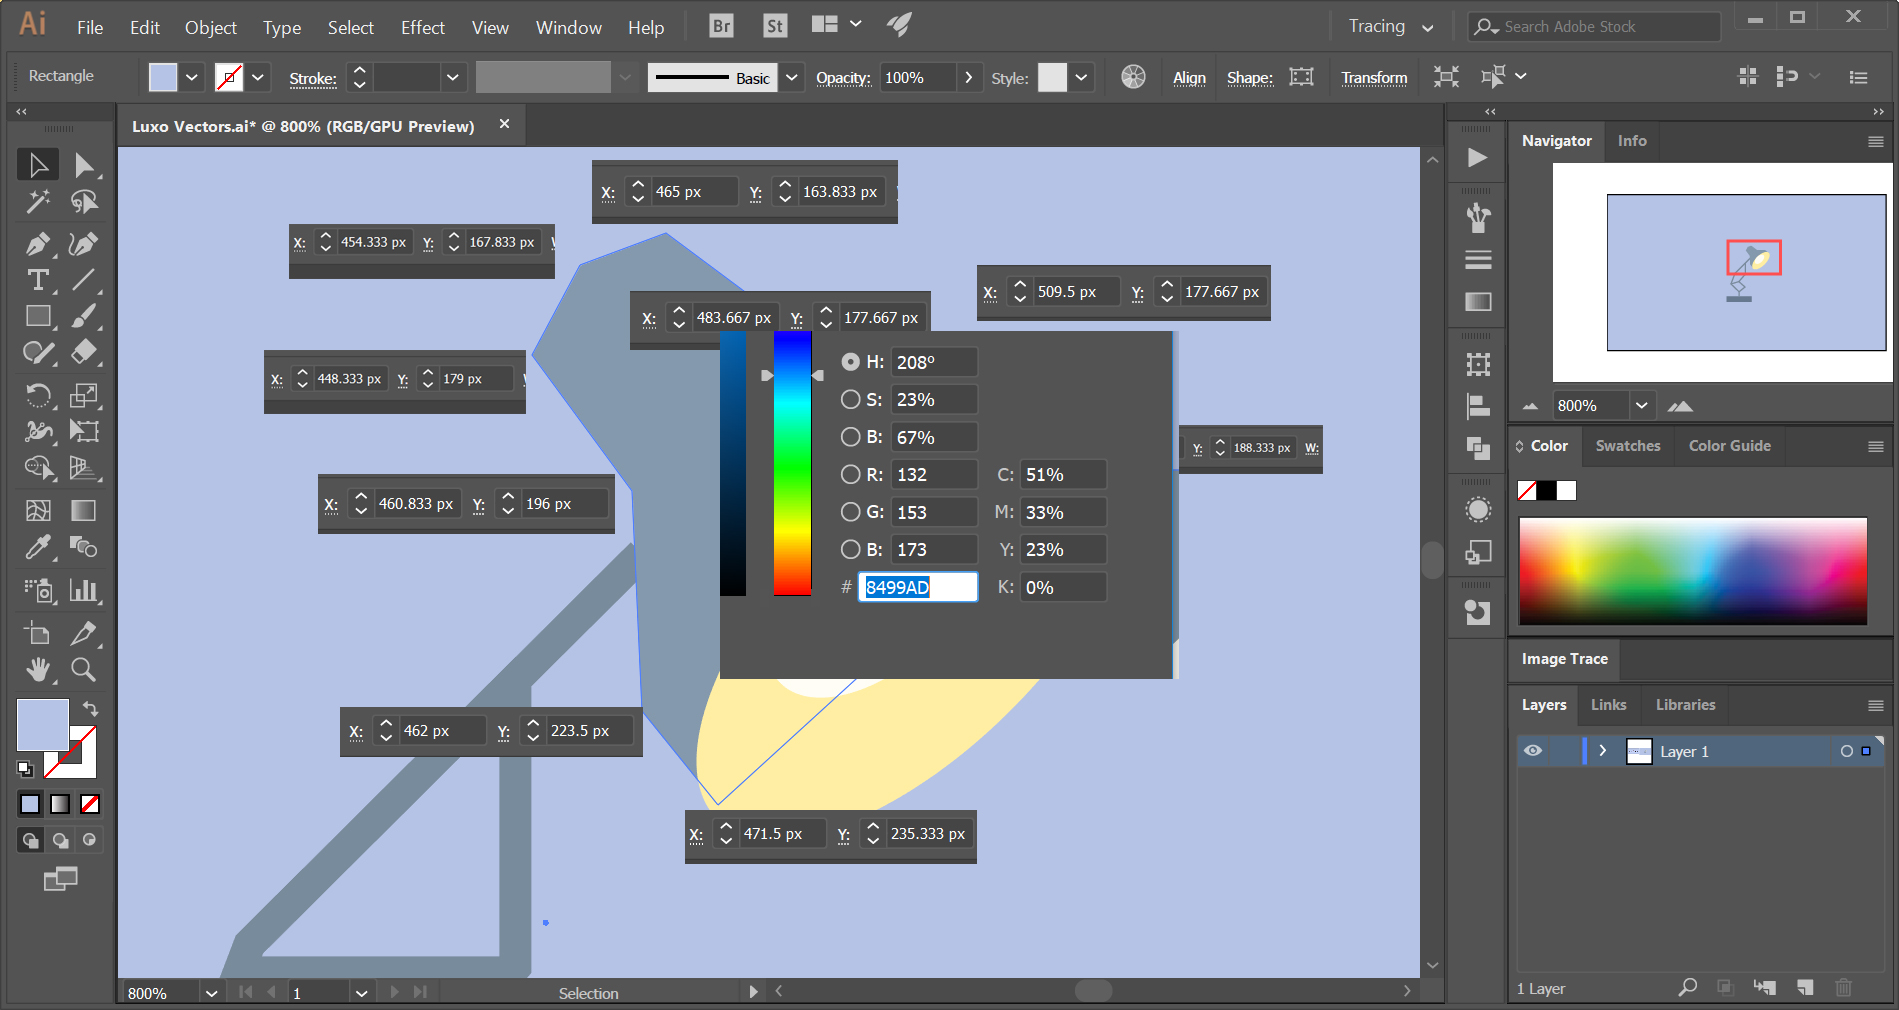 Ai File Edit Object Type Select Effect View Window Help Br St Tracing Search Adobe Stock
Rectangle Stroke: Basic Opacity: 100% Style: Align Shape: Transform
Luxo Vectors.ai* @ 800% (RGB/GPU Preview)
X: 465 px Y: 163.833 px
X: 454.333 px Y: 167.833 px
X: 509.5 px Y: 177.667 px
X: 483.667 px Y: 177.667 px
X: 448.333 px Y: 179 px
H: 208º
S: 23%
B: 67%
R: 132 C: 51%
G: 153 M: 33%
B: 173 Y: 23%
# 8499AD K: 0%
Y: 188.333 px W:
X: 460.833 px Y: 196 px
X: 462 px Y: 223.5 px
X: 471.5 px Y: 235.333 px
Navigator Info
800%
Color Swatches Color Guide
Image Trace
Layers Links Libraries
Layer 1
1 Layer
800% 1 Selection